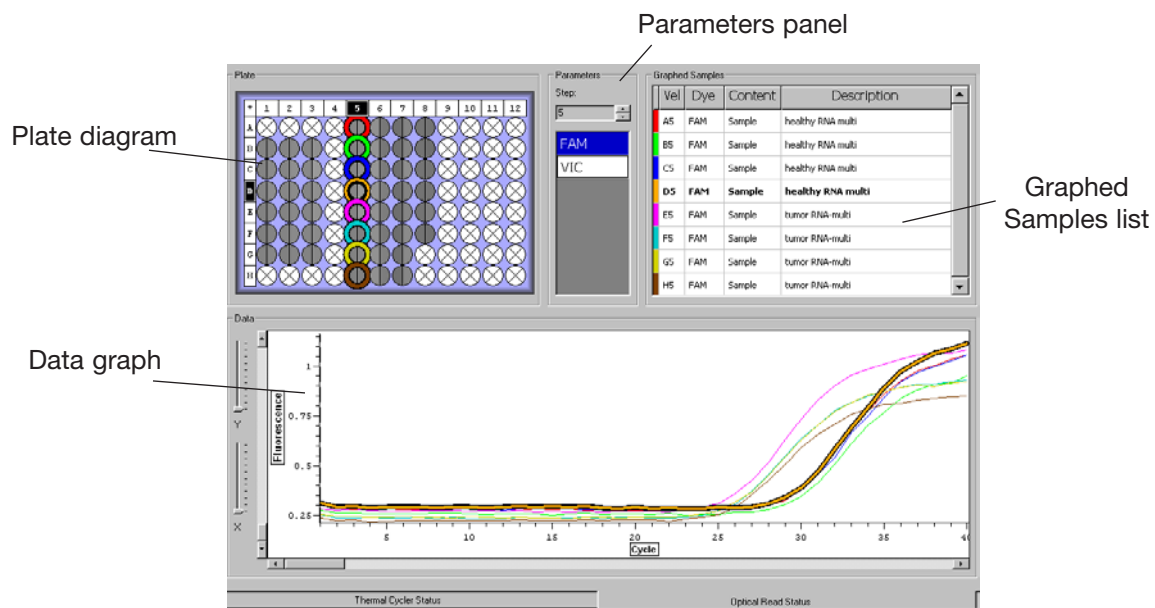 Parameters panel
Plate
Parameters
Graphed Samples
Step:
5
Vel Dye Content Description
* 1 2 3 4 5 6 7 8 9 10 11 12
A
B
C
D
E
F
G
H
FAM
VIC
A5 FAM Sample healthy RNA multi
B5 FAM Sample healthy RNA multi
C5 FAM Sample healthy RNA multi
D5 FAM Sample healthy RNA multi
E5 FAM Sample tumor RNA-multi
F5 FAM Sample tumor RNA-multi
G5 FAM Sample tumor RNA-multi
H5 FAM Sample tumor RNA-multi
Plate diagram
Graphed
Samples list
Data
Data graph
Y
X
Fluorescence
1
0.75
0.5
0.25
5 10 15 20 25 30 35 40
Cycle
Thermal Cycler Status
Optical Read Status